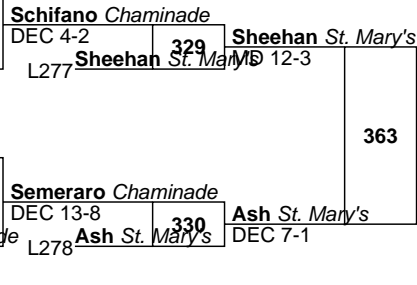 Schifano Chaminade
DEC 4-2
329
Sheehan St. Mary's
L277 Sheehan St. Mary's
MD 12-3
363
Semeraro Chaminade
DEC 13-8
330
Ash St. Mary's
L278 Ash St. Mary's
DEC 7-1